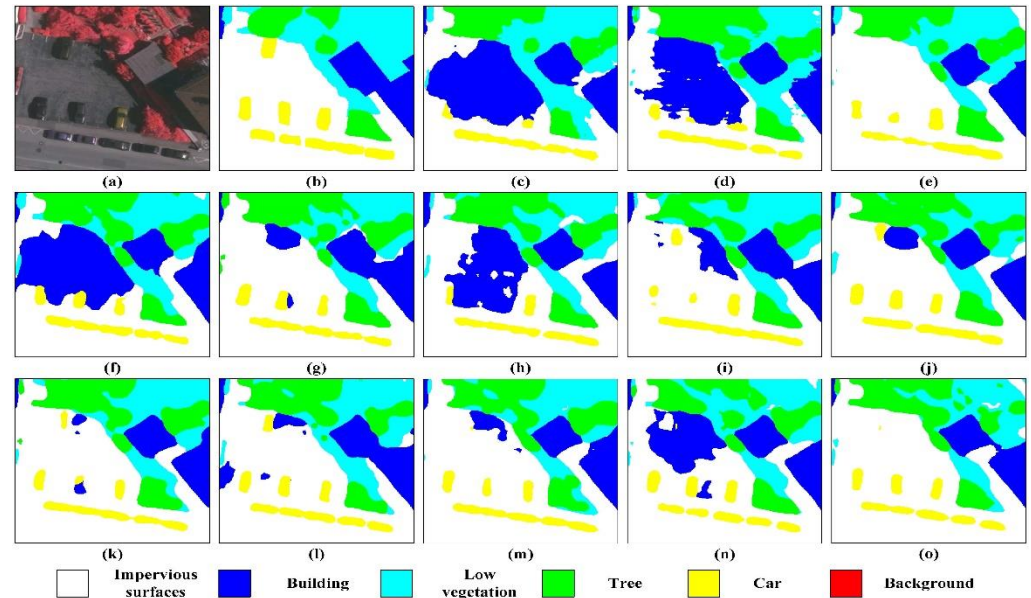 (a) (b) (c) (d) (e)
(f) (g) (h) (i) (j)
(k) (l) (m) (n) (o)
Impervious surfaces Building Low vegetation Tree Car Background